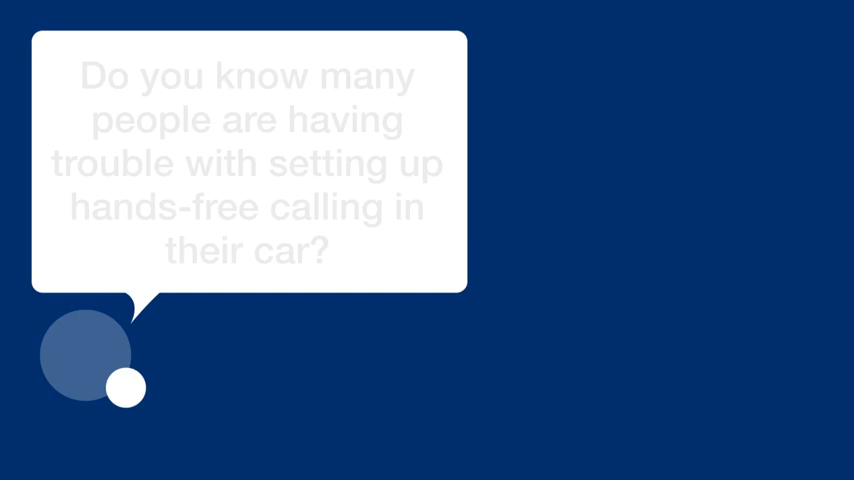 Do you know many
people are having
trouble with setting up
hands-free calling in
their car?